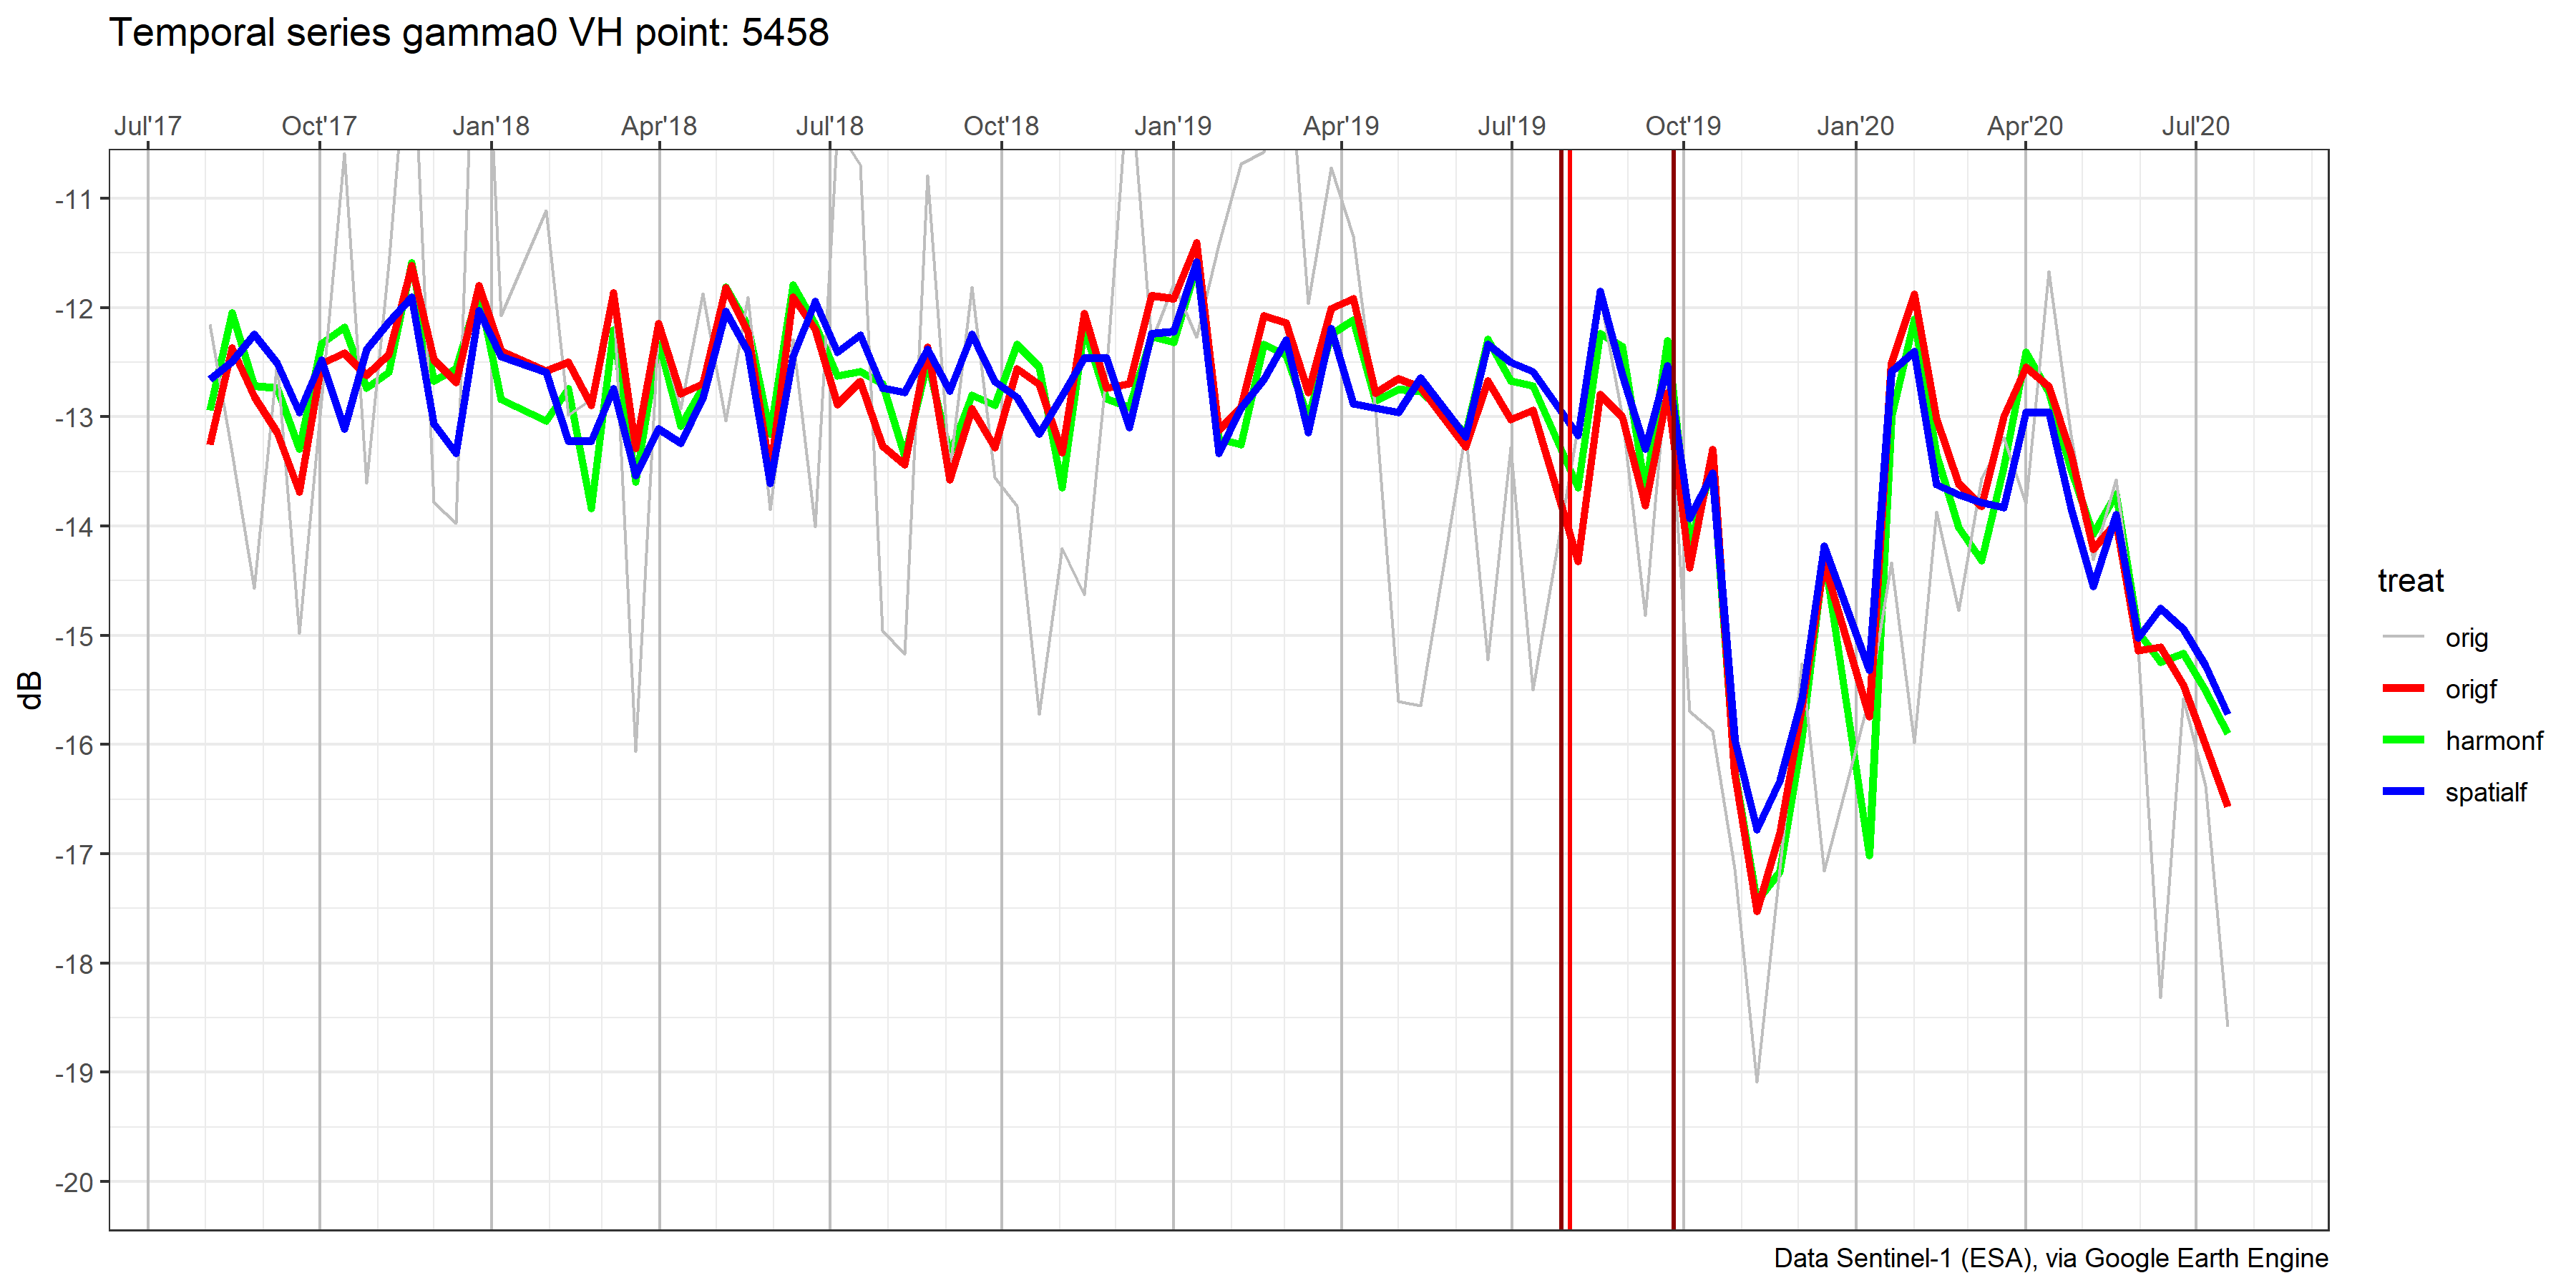 Temporal series gamma0 VH point: 5458
Jul'17 Oct'17 Jan'18 Apr'18 Jul'18 Oct'18 Jan'19 Apr'19 Jul'19 Oct'19 Jan'20 Apr'20 Jul'20
-11
-12
-13
-14
-15
-16
-17
-18
-19
-20
dB
treat
orig
origf
harmonf
spatialf
Data Sentinel-1 (ESA), via Google Earth Engine